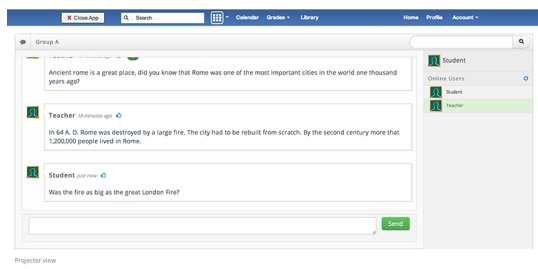 X Close App Search Calendar Grades Library Home Profile Account
Group A
Ancient rome is a great place, did you know that Rome was one of the most important cities in the world one thousand
years ago?
Teacher 18 minutes ago
In 64 A. D, Rome was destroyed by a large fire. The city had to be rebuilt from scratch. By the second century more that
1,200,000 people lived in Rome.
Student just now
Was the fire as big as the great London Fire?
Send
Student
Online Users
Student
Teacher
Projector view